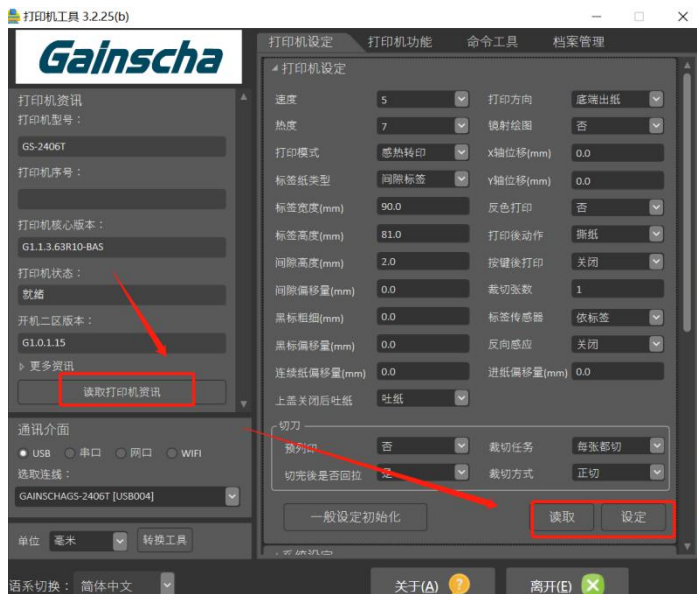 打印机工具 3.2.25(b)
Gainscha
打印机资讯
打印机型号：
GS-2406T
打印机序号：
打印机核心版本：
G1.1.3.63R10-BAS
打印机状态：
就绪
开机二区版本：
G1.0.1.15
更多资讯
读取打印机资讯
通讯介面
USB 串口 网口 WIFI
选取连线：
GAINSCHAGS-2406T [USB004]
单位 毫米 转换工具
语系切换： 简体中文
打印机设定 打印机功能 命令工具 档案管理
打印机设定
速度 5 打印方向 底端出纸
热度 7 镜射绘图 否
打印模式 感热转印 X轴位移(mm) 0.0
标签纸类型 间隙标签 Y轴位移(mm) 0.0
标签宽度(mm) 90.0 反色打印 否
标签高度(mm) 81.0 打印後动作 撕纸
间隙高度(mm) 2.0 按键後打印 关闭
间隙偏移量(mm) 0.0 裁切张数 1
黑标粗细(mm) 0.0 标签传感器 依标签
黑标偏移量(mm) 0.0 反向感应 关闭
连续纸偏移量(mm) 0.0 进纸偏移量(mm) 0.0
上盖关闭后吐纸 吐纸
切刀
预列印 否 裁切任务 每张都切
切完後是否回拉 是 裁切方式 正切
一般设定初始化 读取 设定
关于(A) 离开(E)